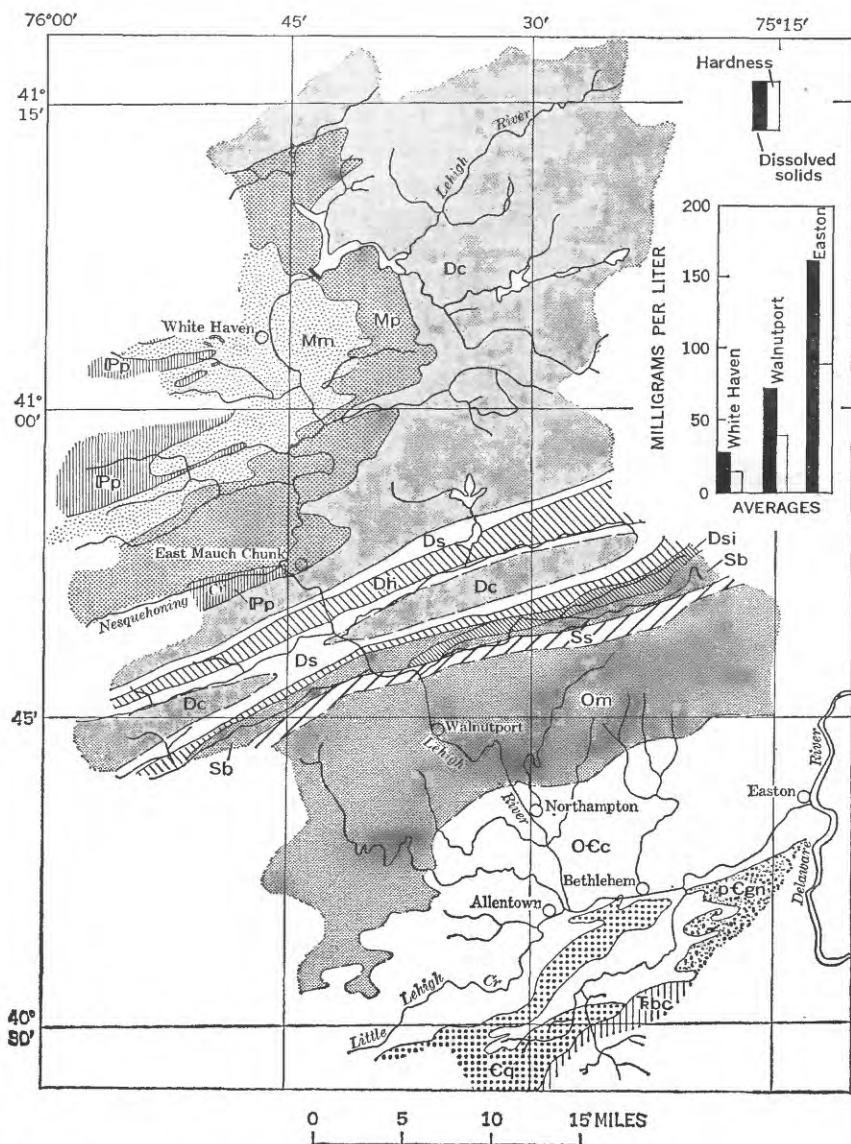 76°00' 45' 30' 75°15'
41°
15'
Hardness
Dissolved
solids
Lehigh River
200
150
100
50
0
MILLIGRAMS PER LITER
White Haven
Walnutport
Easton
AVERAGES
Dc
White Haven
Mm
Mp
ℙp
41°
00'
ℙp
Ds
Dsi
Sb
East Mauch Chunk
Dh
Dc
Nesquehoning Cr
ℙp
Ss
Ds
Dc
Om
45'
Walnutport
Sb
Lehigh River
Northampton
Easton
Delaware River
O€c
Bethlehem
p€gn
Allentown
Little Lehigh Cr.
Rbc
40°
30'
€q
0 5 10 15 MILES